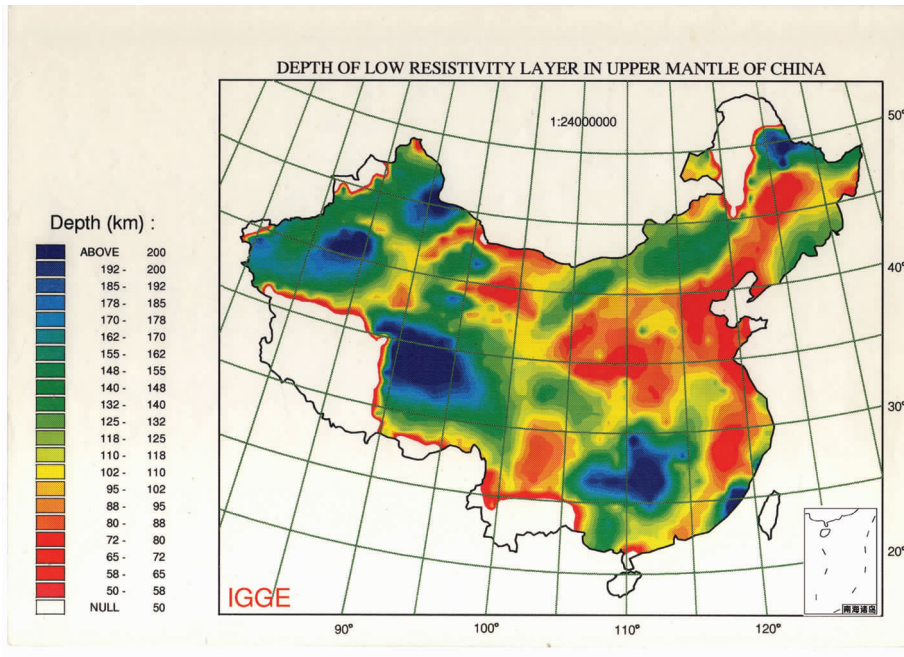 DEPTH OF LOW RESISTIVITY LAYER IN UPPER MANTLE OF CHINA
1:24000000
50°
40°
30°
20°
Depth (km) :
ABOVE 200
192 - 200
185 - 192
178 - 185
170 - 178
162 - 170
155 - 162
148 - 155
140 - 148
132 - 140
125 - 132
118 - 125
110 - 118
102 - 110
95 - 102
88 - 95
80 - 88
72 - 80
65 - 72
58 - 65
50 - 58
NULL 50
IGGE
南海诸岛
90°
100°
110°
120°